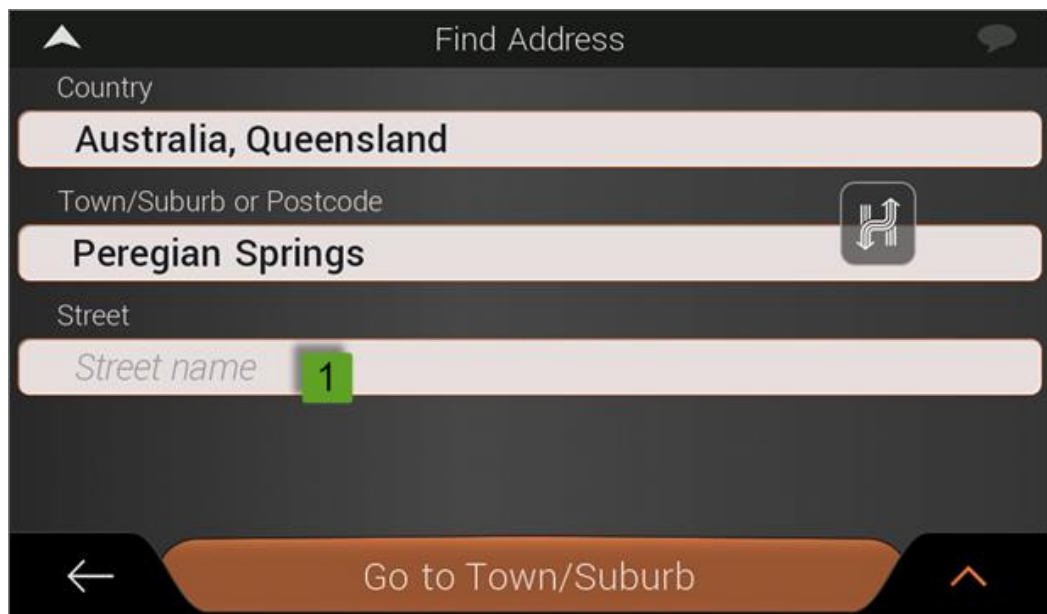 Find Address
Country
Australia, Queensland
Town/Suburb or Postcode
Peregian Springs
Street
Street name
1
Go to Town/Suburb